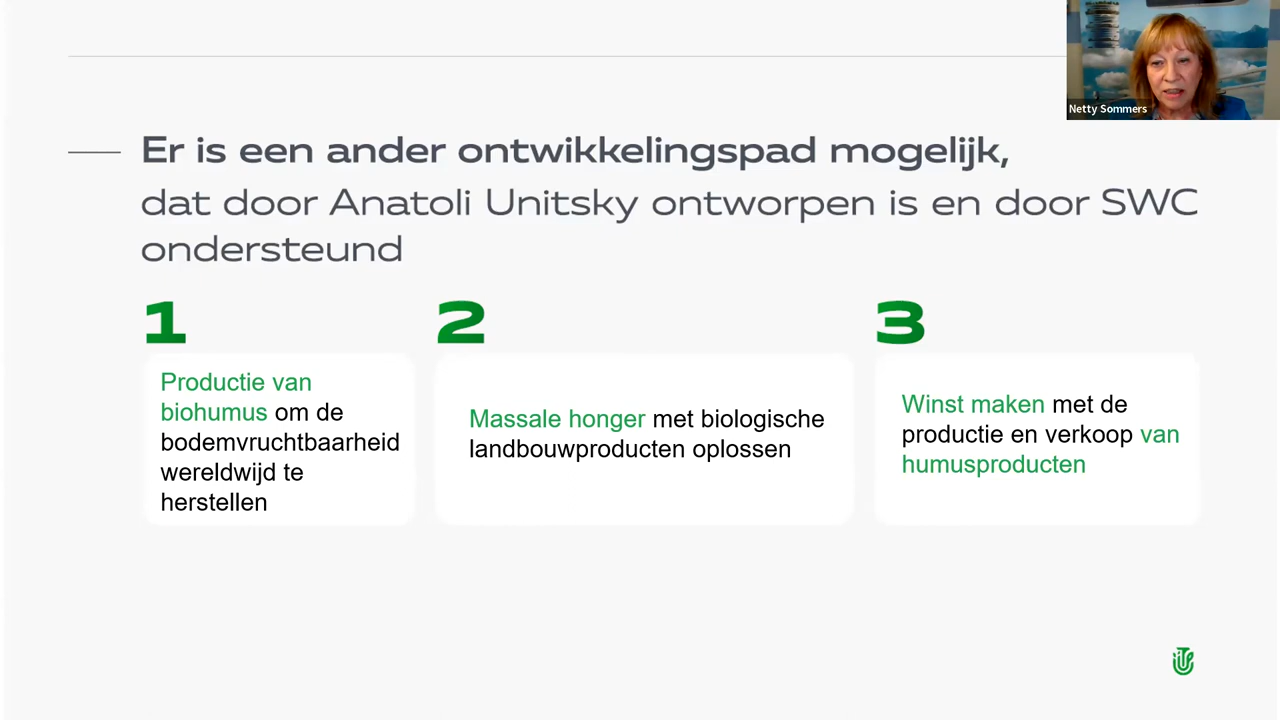 Netty Sommers
Er is een ander ontwikkelingspad mogelijk,
dat door Anatoli Unitsky ontworpen is en door SWC
ondersteund
1
Productie van
biohumus om de
bodemvruchtbaarheid
wereldwijd te
herstellen
2
Massale honger met biologische
landbouwproducten oplossen
3
Winst maken met de
productie en verkoop van
humusproducten